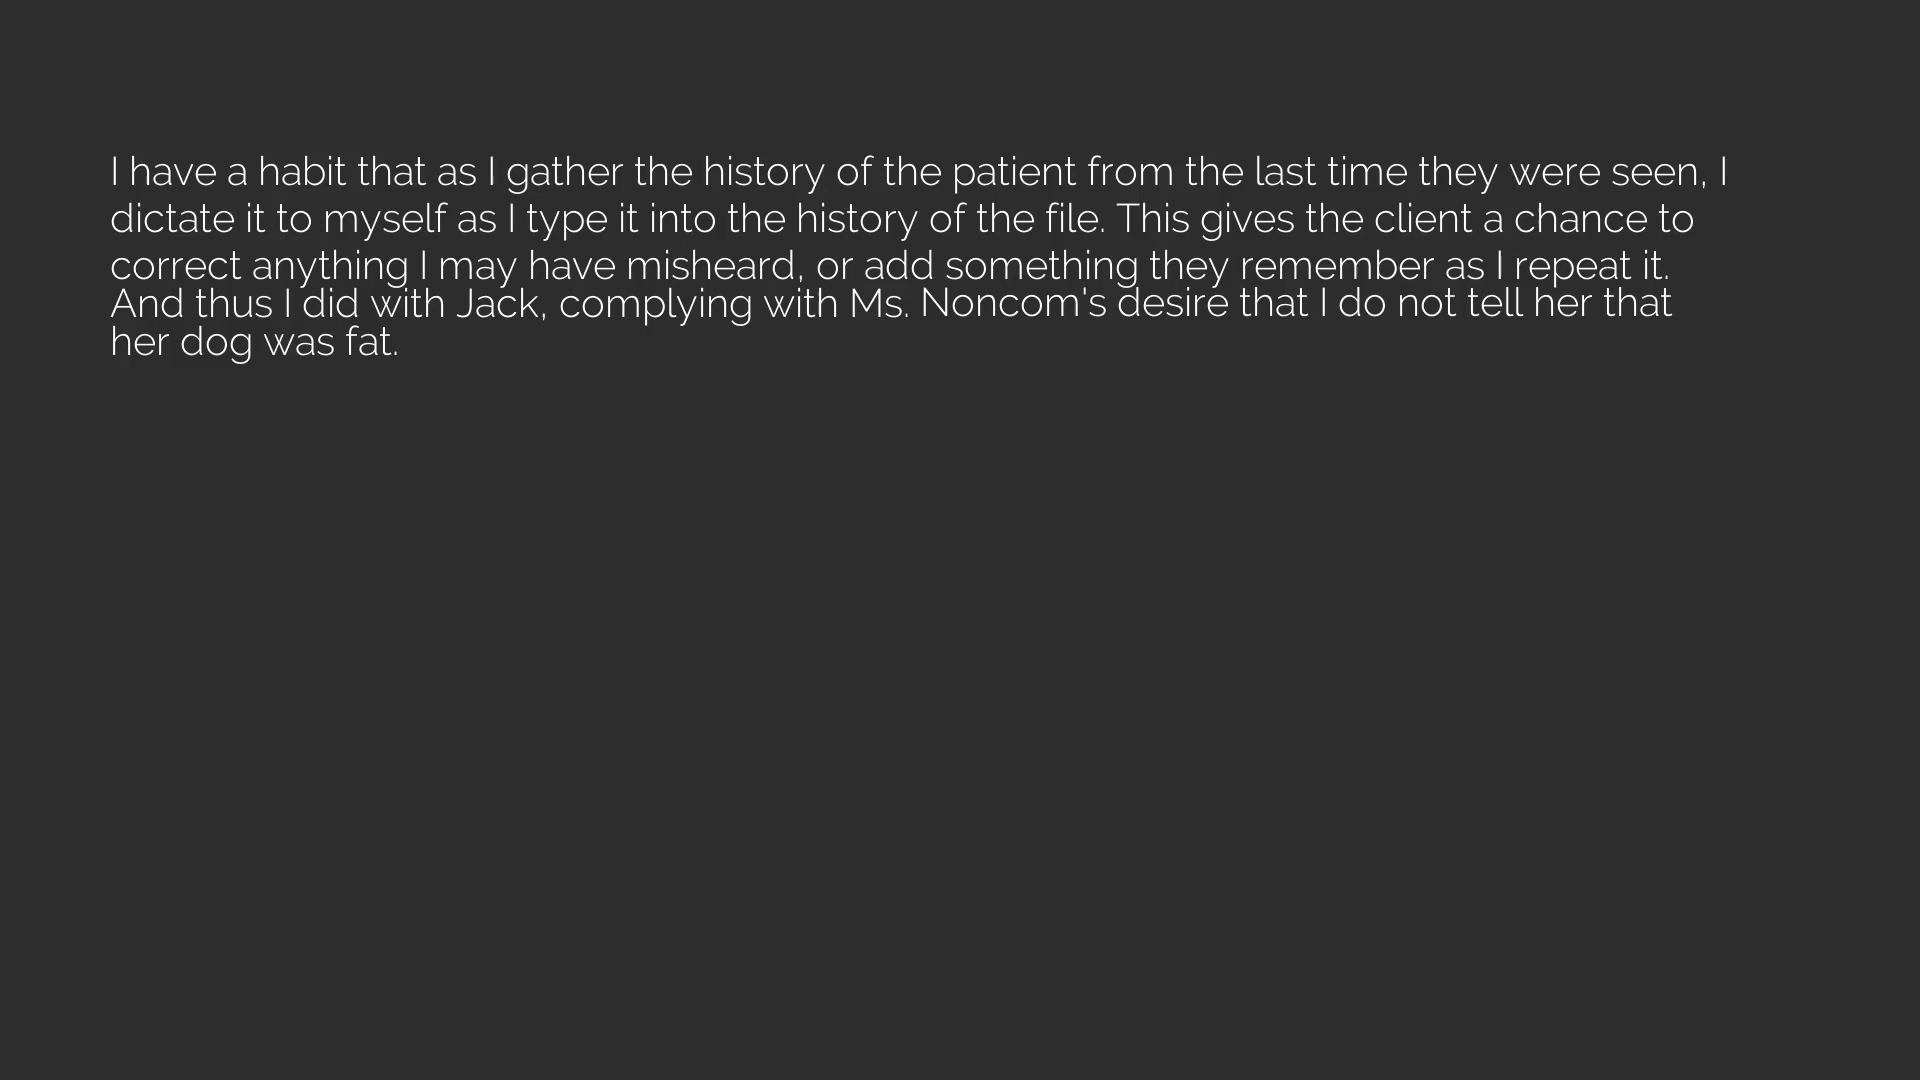 I have a habit that as I gather the history of the patient from the last time they were seen, I
dictate it to myself as I type it into the history of the file. This gives the client a chance to
correct anything I may have misheard, or add something they remember as I repeat it.
And thus I did with Jack, complying with Ms. Noncom's desire that I do not tell her that
her dog was fat.